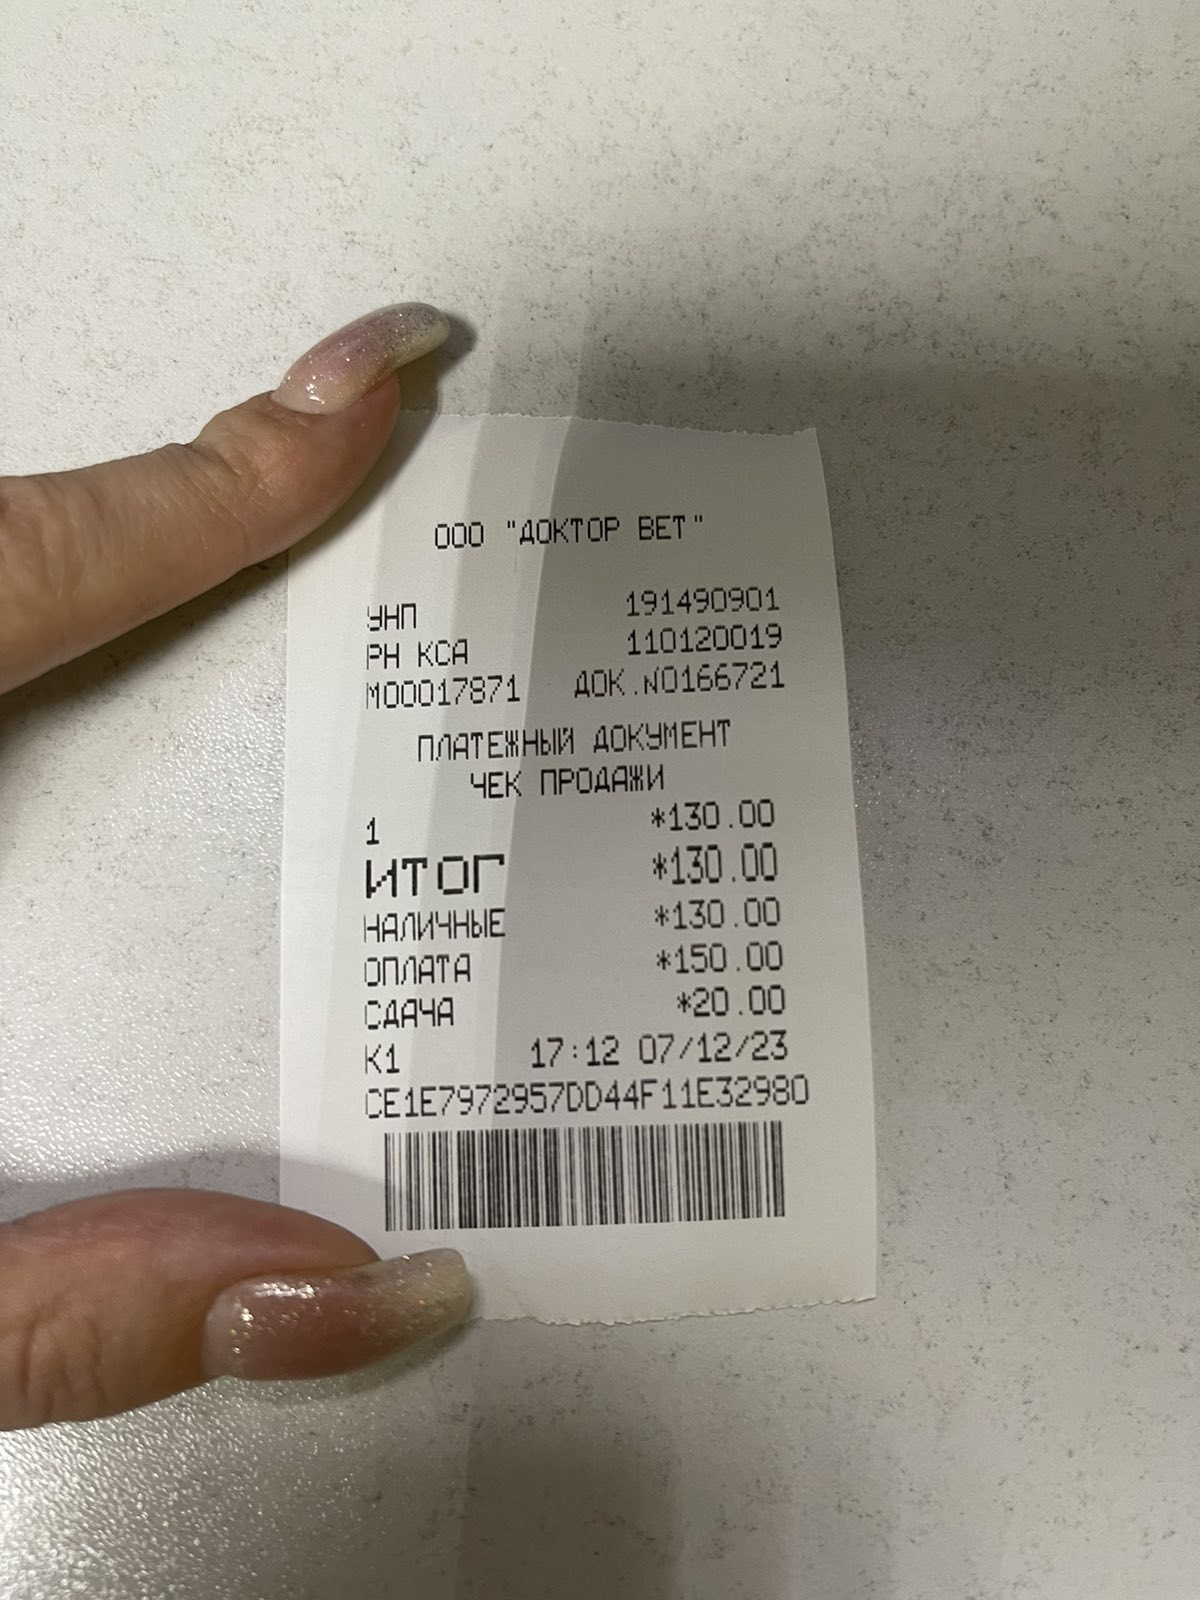 ООО "ДОКТОР ВЕТ"
УНП 191490901
РН КСА 110120019
М00017871 ДОК.N0166721
ПЛАТЕЖНЫЙ ДОКУМЕНТ
ЧЕК ПРОДАЖИ
1 *130.00
ИТОГ *130.00
НАЛИЧНЫЕ *130.00
ОПЛАТА *150.00
СДАЧА *20.00
К1 17:12 07/12/23
CE1E7972957DD44F11E32980